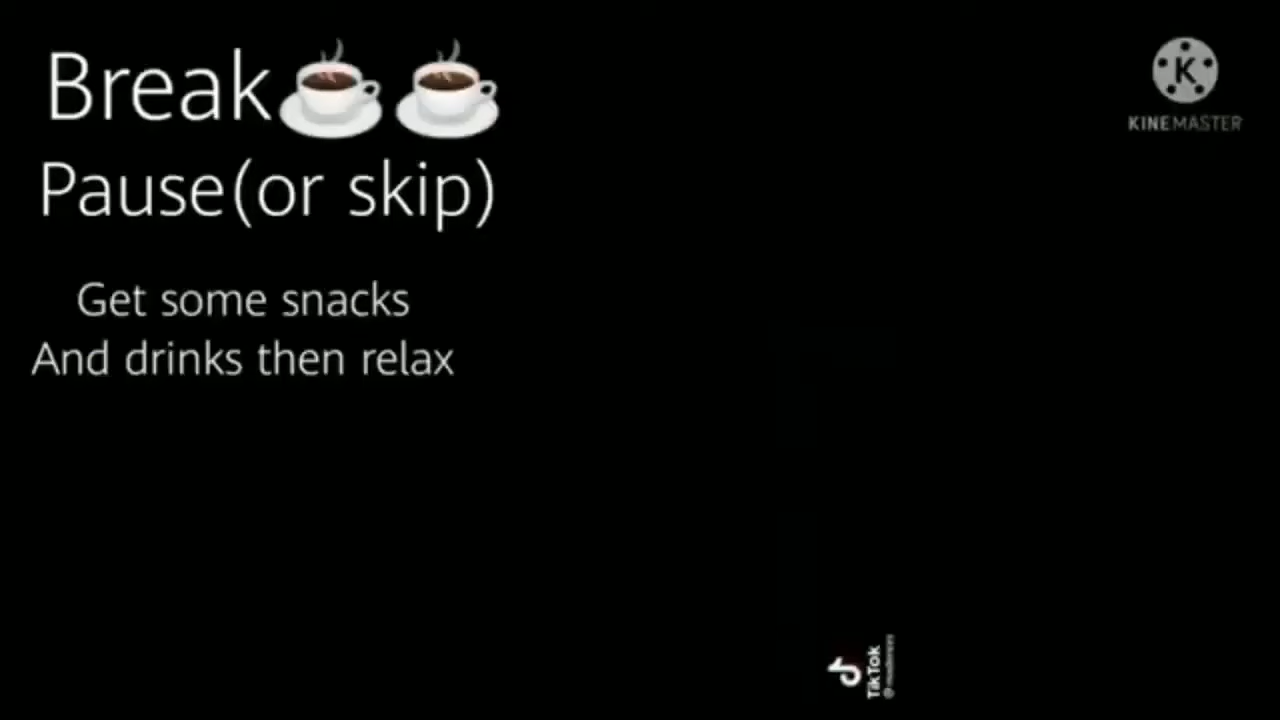 Break☕☕
Pause(or skip)
Get some snacks
And drinks then relax
K
KINEMASTER
TikTok